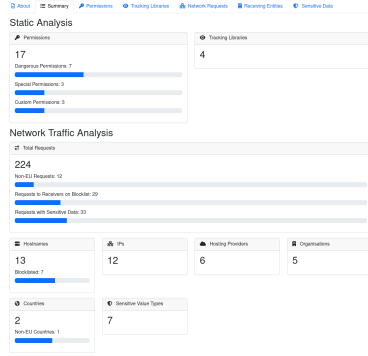 About Summary Permissions Tracking Libraries Network Requests Receiving Entities Sensitive Data
Static Analysis
Permissions
17
Dangerous Permissions: 7
Special Permissions: 3
Custom Permissions: 3
Tracking Libraries
4
Network Traffic Analysis
Total Requests
224
Non-EU Requests: 12
Requests to Receivers on Blocklist: 29
Requests with Sensitive Data: 33
Hostnames
13
Blocklisted: 7
IPs
12
Hosting Providers
6
Organisations
5
Countries
2
Non-EU Countries: 1
Sensitive Value Types
7